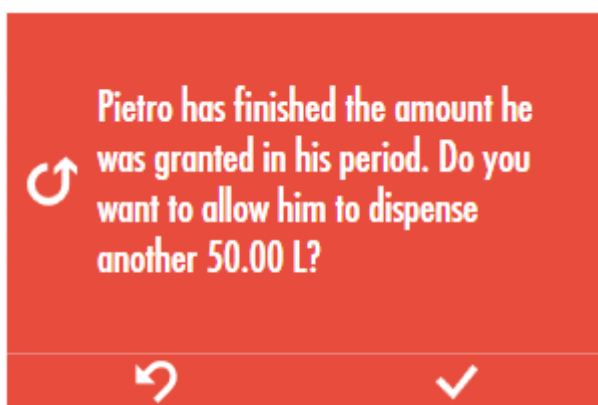 Pietro has finished the amount he
was granted in his period. Do you
want to allow him to dispense
another 50.00 L?